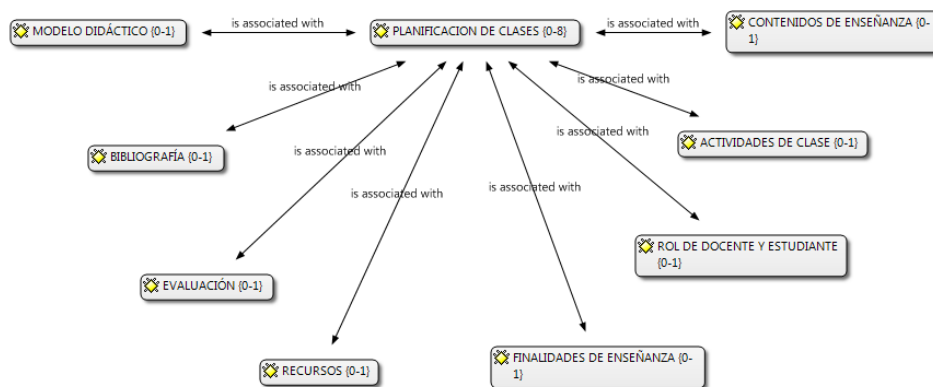 MODELO DIDÁCTICO {0-1}
is associated with
PLANIFICACION DE CLASES {0-8}
is associated with
CONTENIDOS DE ENSEÑANZA {0-
1}
is associated with
is associated with
BIBLIOGRAFÍA {0-1}
is associated with
is associated with
ACTIVIDADES DE CLASE {0-1}
is associated with
is associated with
ROL DE DOCENTE Y ESTUDIANTE
{0-1}
EVALUACIÓN {0-1}
RECURSOS {0-1}
FINALIDADES DE ENSEÑANZA {0-
1}